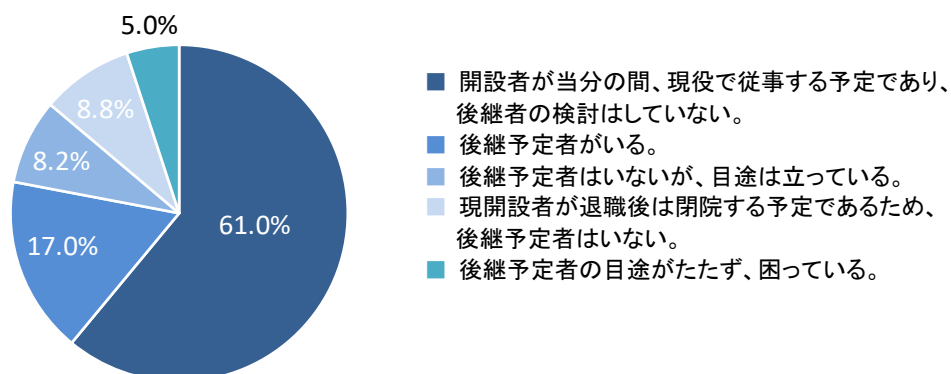 5.0%
8.8%
8.2%
17.0%
61.0%
開設者が当分の間、現役で従事する予定であり、
後継者の検討はしていない。
後継予定者がいる。
後継予定者はいないが、目途は立っている。
現開設者が退職後は閉院する予定であるため、
後継予定者はいない。
後継予定者の目途がたたず、困っている。